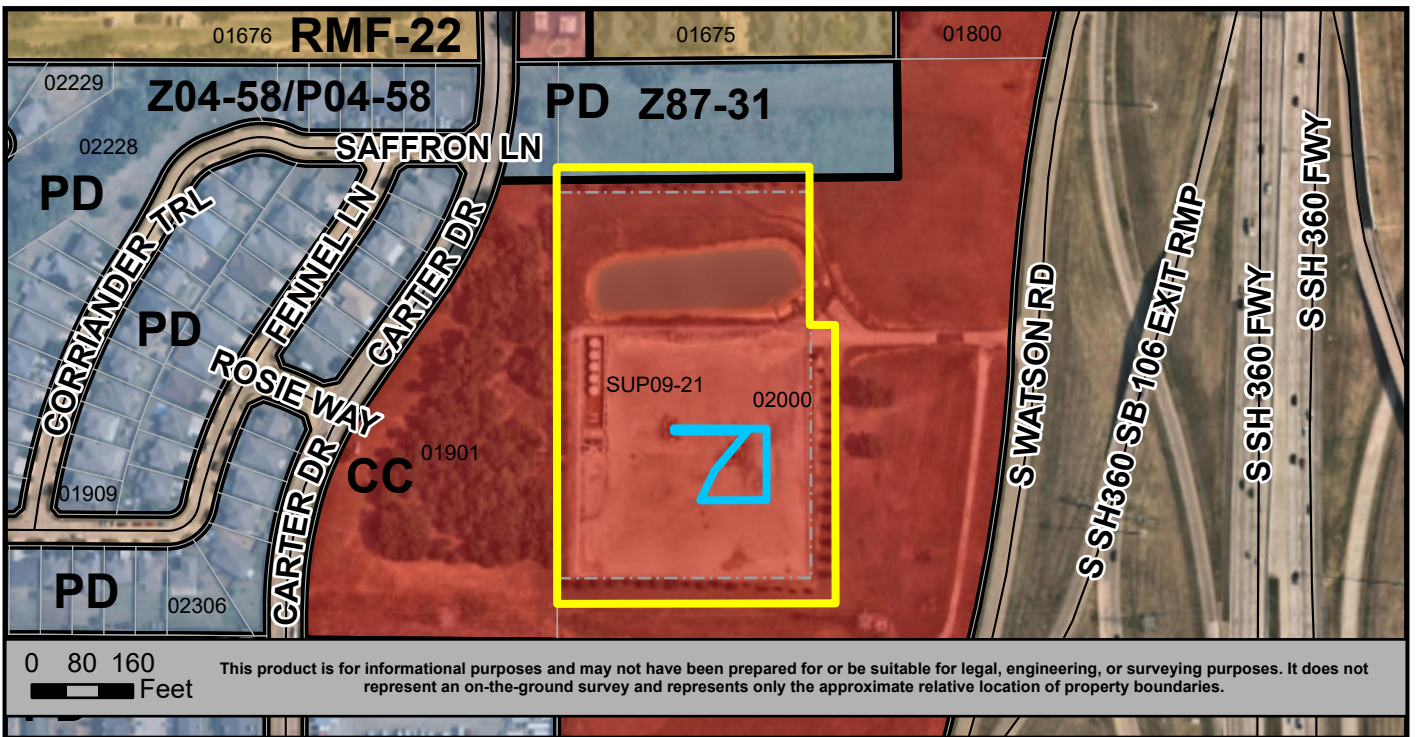 01676 RMF-22 01675 01800
02229
Z04-58/P04-58 PD Z87-31
02228 SAFFRON LN
PD
CORRIANDER TRL
FENNEL LN
CARTER DR
PD
ROSIE WAY
SUP09-21
02000
CC 01901
01909
CARTER DR
PD 02306
S WATSON RD
S SH360 SB 106 EXIT RMP
S SH 360 FWY
S SH 360 FWY
0 80 160
Feet
This product is for informational purposes and may not have been prepared for or be suitable for legal, engineering, or surveying purposes. It does not
represent an on-the-ground survey and represents only the approximate relative location of property boundaries.